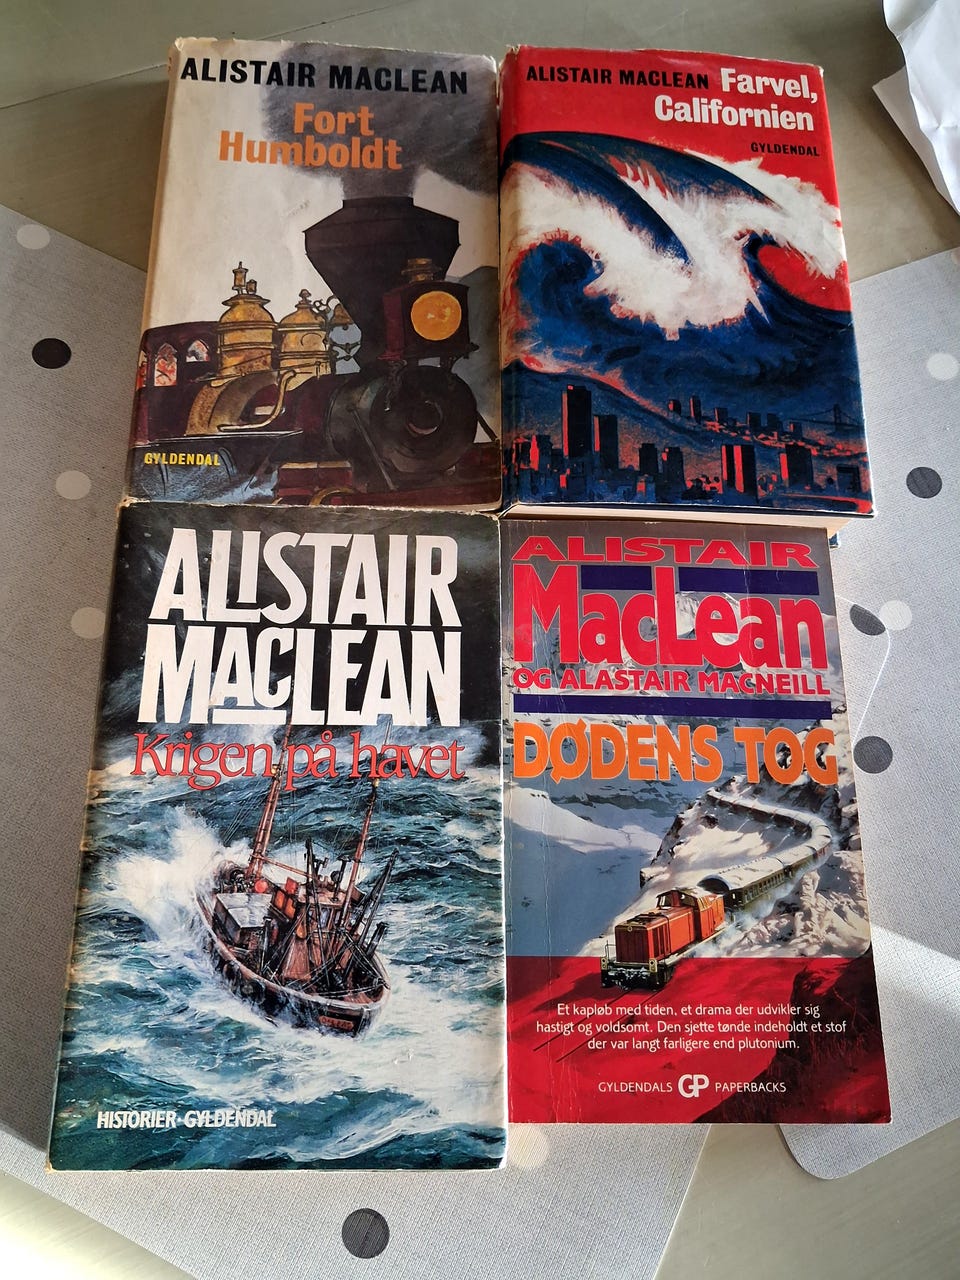 ALISTAIR MACLEAN
Fort
Humboldt
GYLDENDAL
ALISTAIR MACLEAN Farvel,
Californien
GYLDENDAL
ALISTAIR
MACLEAN
Krigen på havet
HISTORIER·GYLDENDAL
ALISTAIR
MacLean
OG ALASTAIR MACNEILL
DØDENS TOG
Et kapløb med tiden, et drama der udvikler sig
hastigt og voldsomt. Den sjette tønde indeholdt et stof
der var langt farligere end plutonium.
GYLDENDALS GP PAPERBACKS